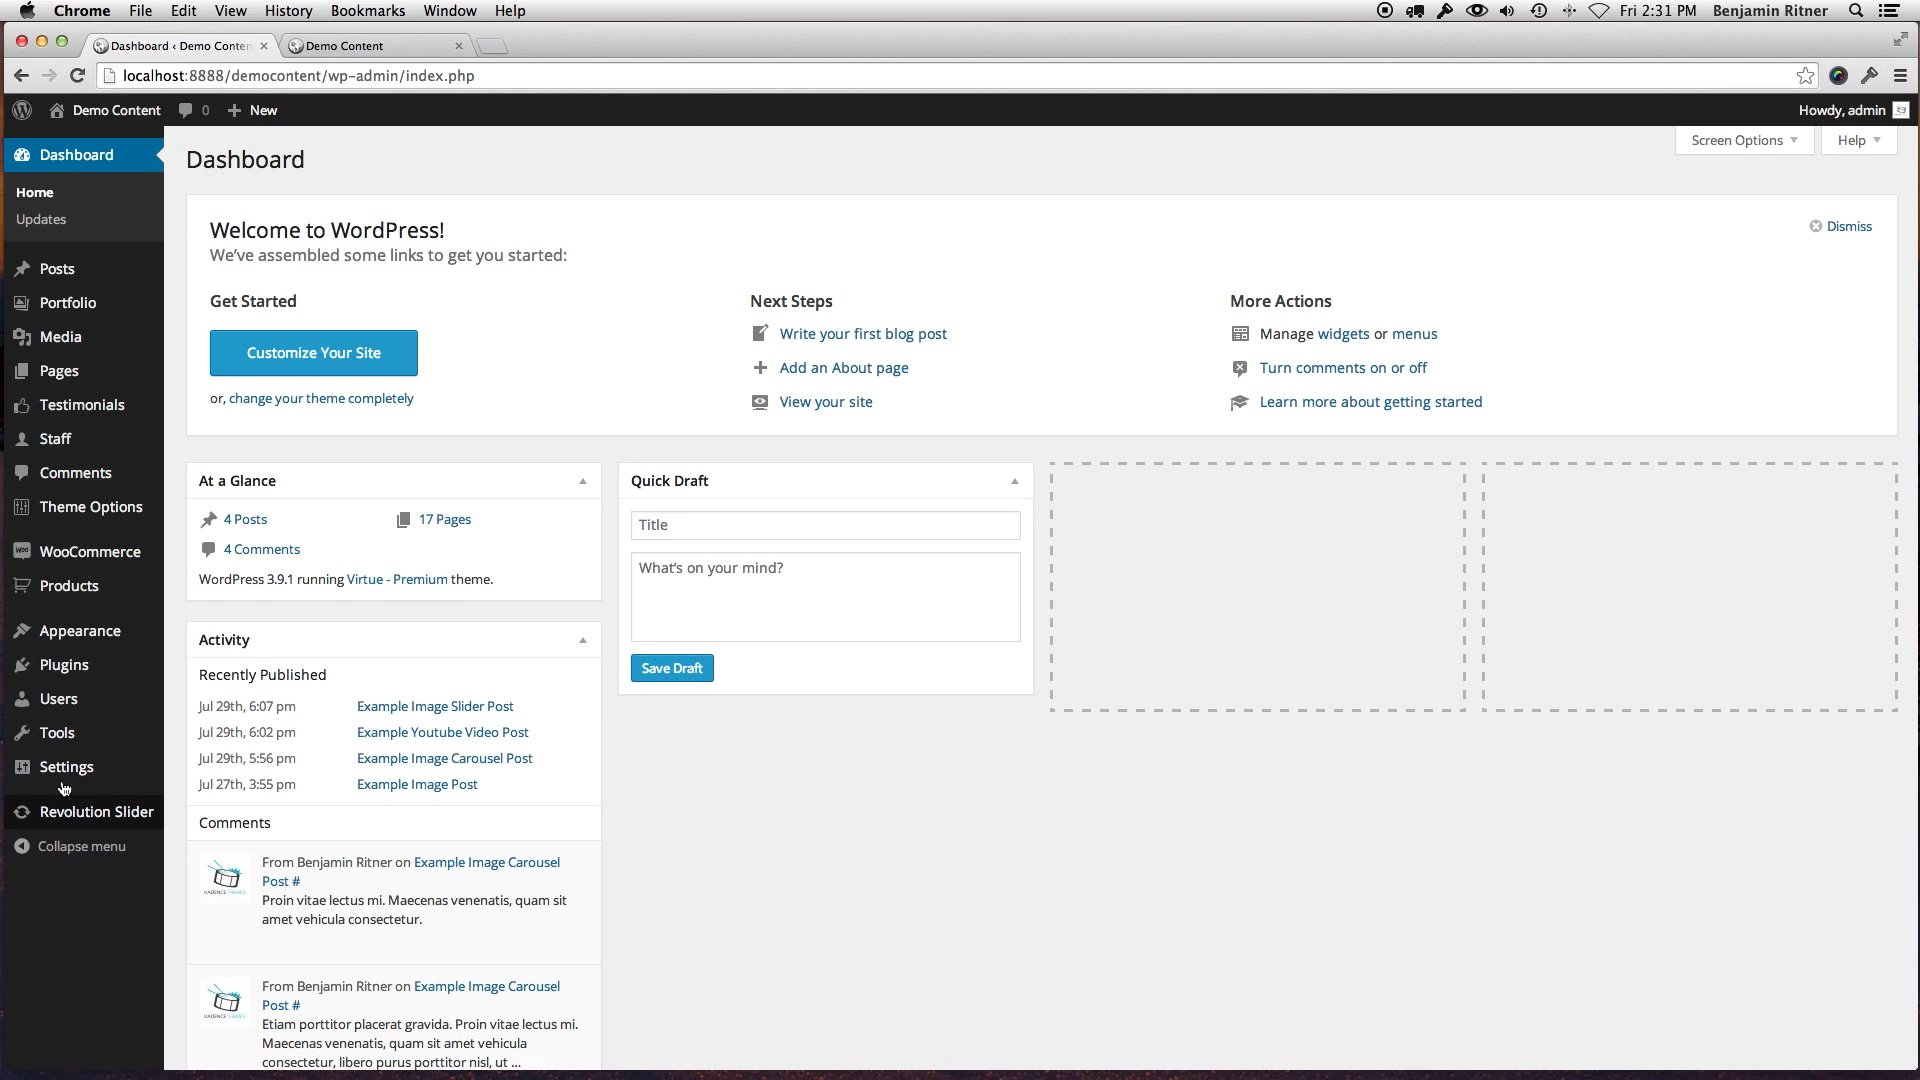 Chrome File Edit View History Bookmarks Window Help
Fri 2:31 PM Benjamin Ritner
Dashboard ‹ Demo Conten
Demo Content
localhost:8888/democontent/wp-admin/index.php
Demo Content 0 New
Howdy, admin
Dashboard
Home
Updates
Posts
Portfolio
Media
Pages
Testimonials
Staff
Comments
Theme Options
WooCommerce
Products
Appearance
Plugins
Users
Tools
Settings
Revolution Slider
Collapse menu
Screen Options
Help
Dashboard
Welcome to WordPress!
We've assembled some links to get you started:
Dismiss
Get Started
Customize Your Site
or, change your theme completely
Next Steps
Write your first blog post
Add an About page
View your site
More Actions
Manage widgets or menus
Turn comments on or off
Learn more about getting started
At a Glance
4 Posts
17 Pages
4 Comments
WordPress 3.9.1 running Virtue - Premium theme.
Activity
Recently Published
Jul 29th, 6:07 pm Example Image Slider Post
Jul 29th, 6:02 pm Example Youtube Video Post
Jul 29th, 5:56 pm Example Image Carousel Post
Jul 27th, 3:55 pm Example Image Post
Comments
KADENCE THEMES
From Benjamin Ritner on Example Image Carousel
Post #
Proin vitae lectus mi. Maecenas venenatis, quam sit
amet vehicula consectetur.
KADENCE THEMES
From Benjamin Ritner on Example Image Carousel
Post #
Etiam porttitor placerat gravida. Proin vitae lectus mi.
Maecenas venenatis, quam sit amet vehicula
consectetur, libero purus porttitor nisl, ut ...
Quick Draft
Title
What's on your mind?
Save Draft